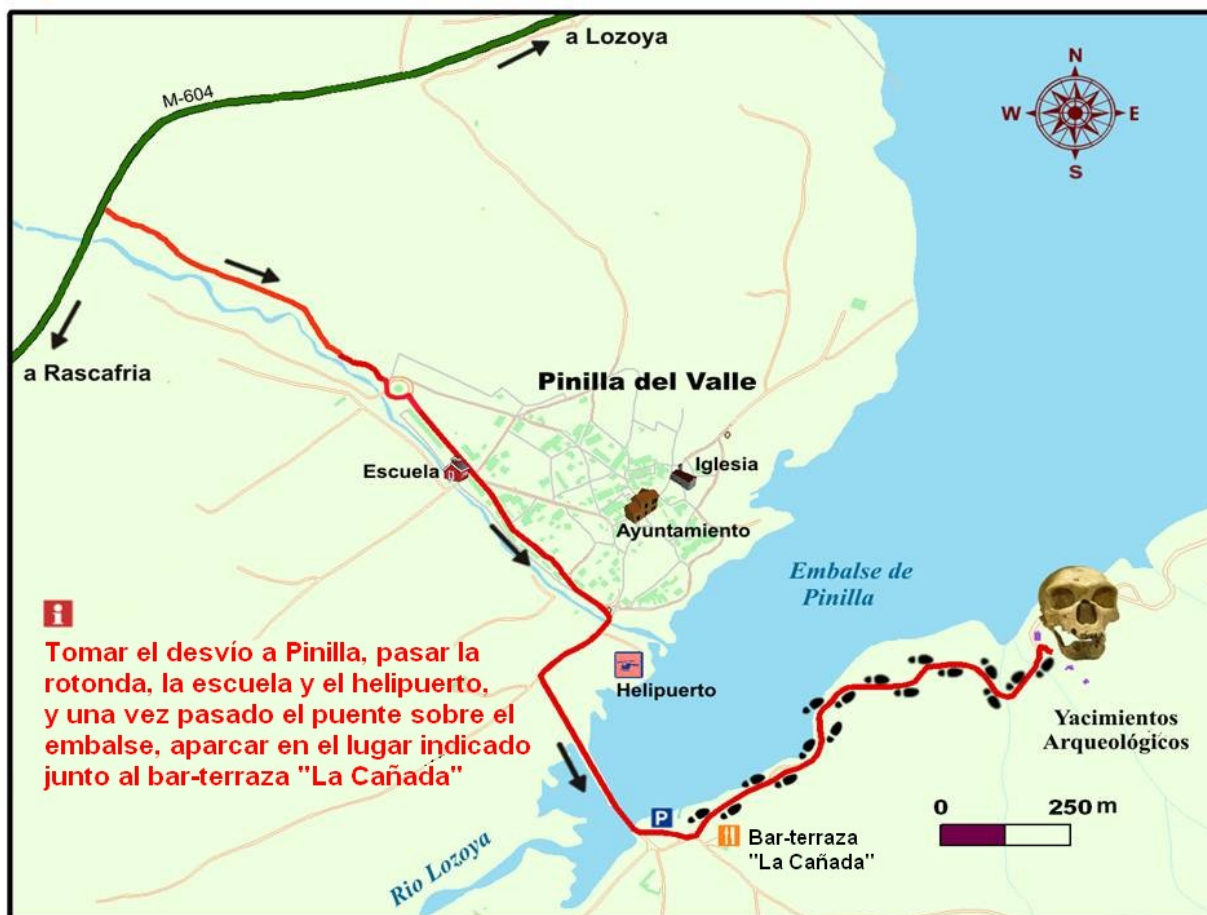 a Lozoya
M-604
N
W
E
S
a Rascafria
Pinilla del Valle
Escuela
Iglesia
Ayuntamiento
Embalse de
Pinilla
i
Tomar el desvío a Pinilla, pasar la
rotonda, la escuela y el helipuerto,
y una vez pasado el puente sobre el
embalse, aparcar en el lugar indicado
junto al bar-terraza "La Cañada"
Helipuerto
Yacimientos
Arqueológicos
0
250 m
P
Bar-terraza
"La Cañada"
Rio Lozoya